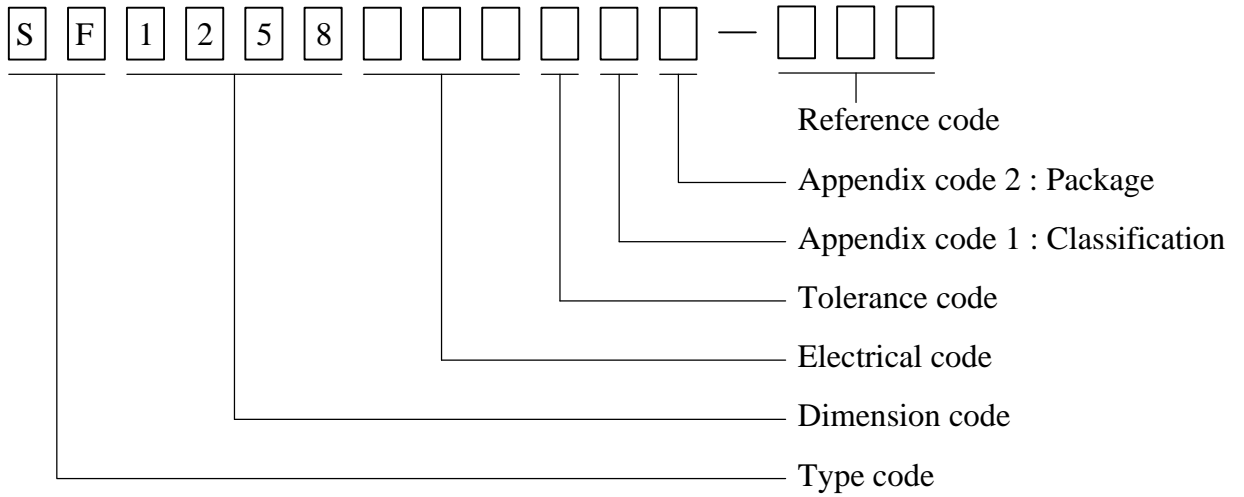 S F 1 2 5 8 —
Reference code
Appendix code 2 : Package
Appendix code 1 : Classification
Tolerance code
Electrical code
Dimension code
Type code